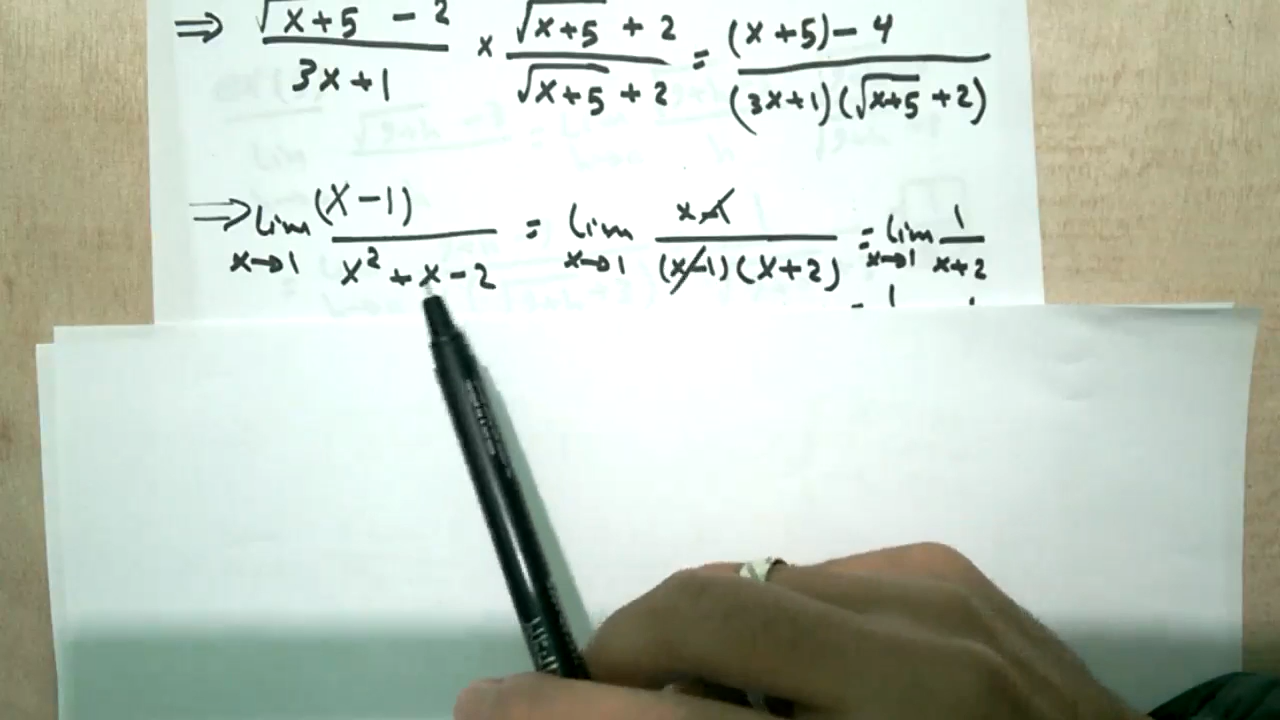 ⇒ (√(x+5) - 2)/(3x+1) × (√(x+5) + 2)/(√(x+5) + 2) = ((x+5) - 4)/((3x+1)(√(x+5) + 2))
⇒ lim x→1 (x-1)/(x² + x - 2) = lim x→1 (x-1)/((x-1)(x+2)) = lim x→1 1/(x+2)